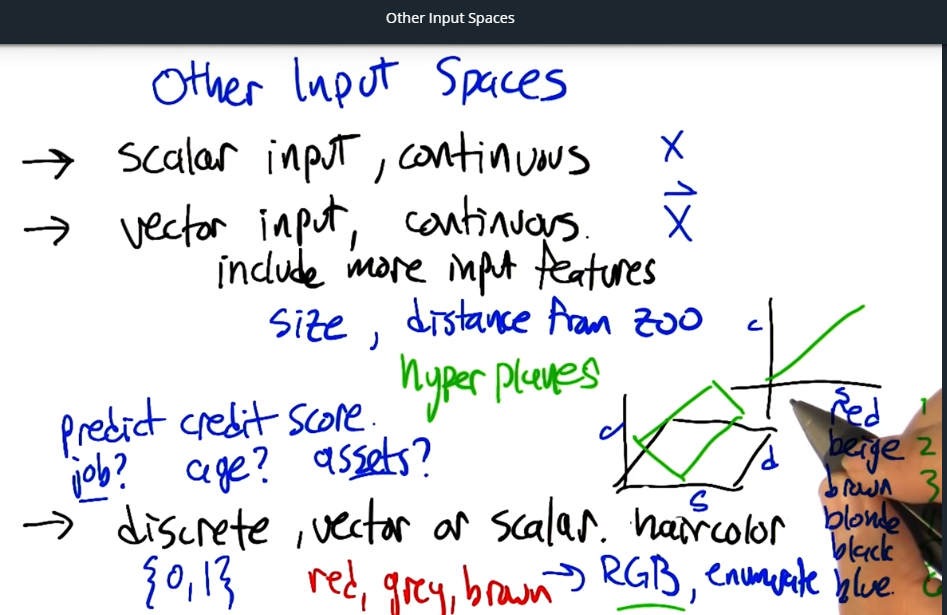 Other Input Spaces
Other Input Spaces
→ scalar input, continuous X
→ vector input, continuous. X
include more input features
size, distance from zoo
c
hyperplanes
s
predict credit score.
job? age? assets?
c
d
s
→ discrete, vector or scalar. haircolor
{0,1} red, grey, brown → RGB, enumerate
red 1
beige 2
brown 3
blonde
black
blue. 6